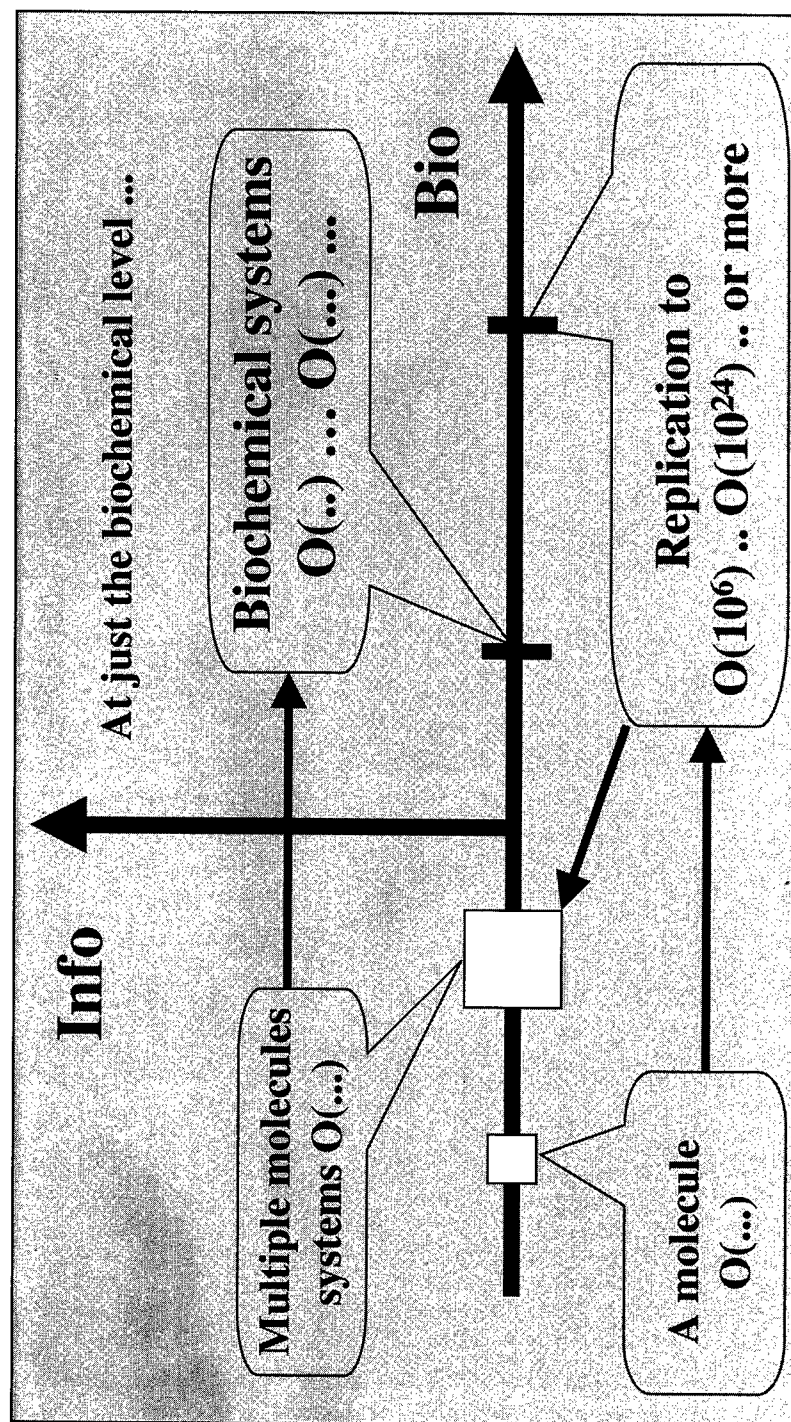 Info
At just the biochemical level ...
Multiple molecules
systems O(...)
Biochemical systems
O(..) … O(...) ...
Bio
A molecule
O(...)
Replication to
O(10⁶) .. O(10²⁴) .. or more